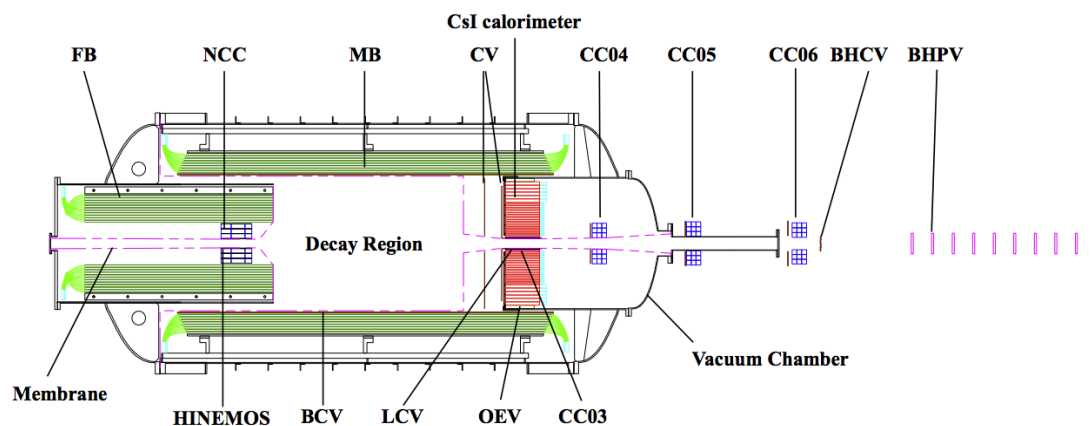 CsI calorimeter
FB
NCC
MB
CV
CC04
CC05
CC06
BHCV
BHPV
Decay Region
Vacuum Chamber
Membrane
HINEMOS
BCV
LCV
OEV
CC03